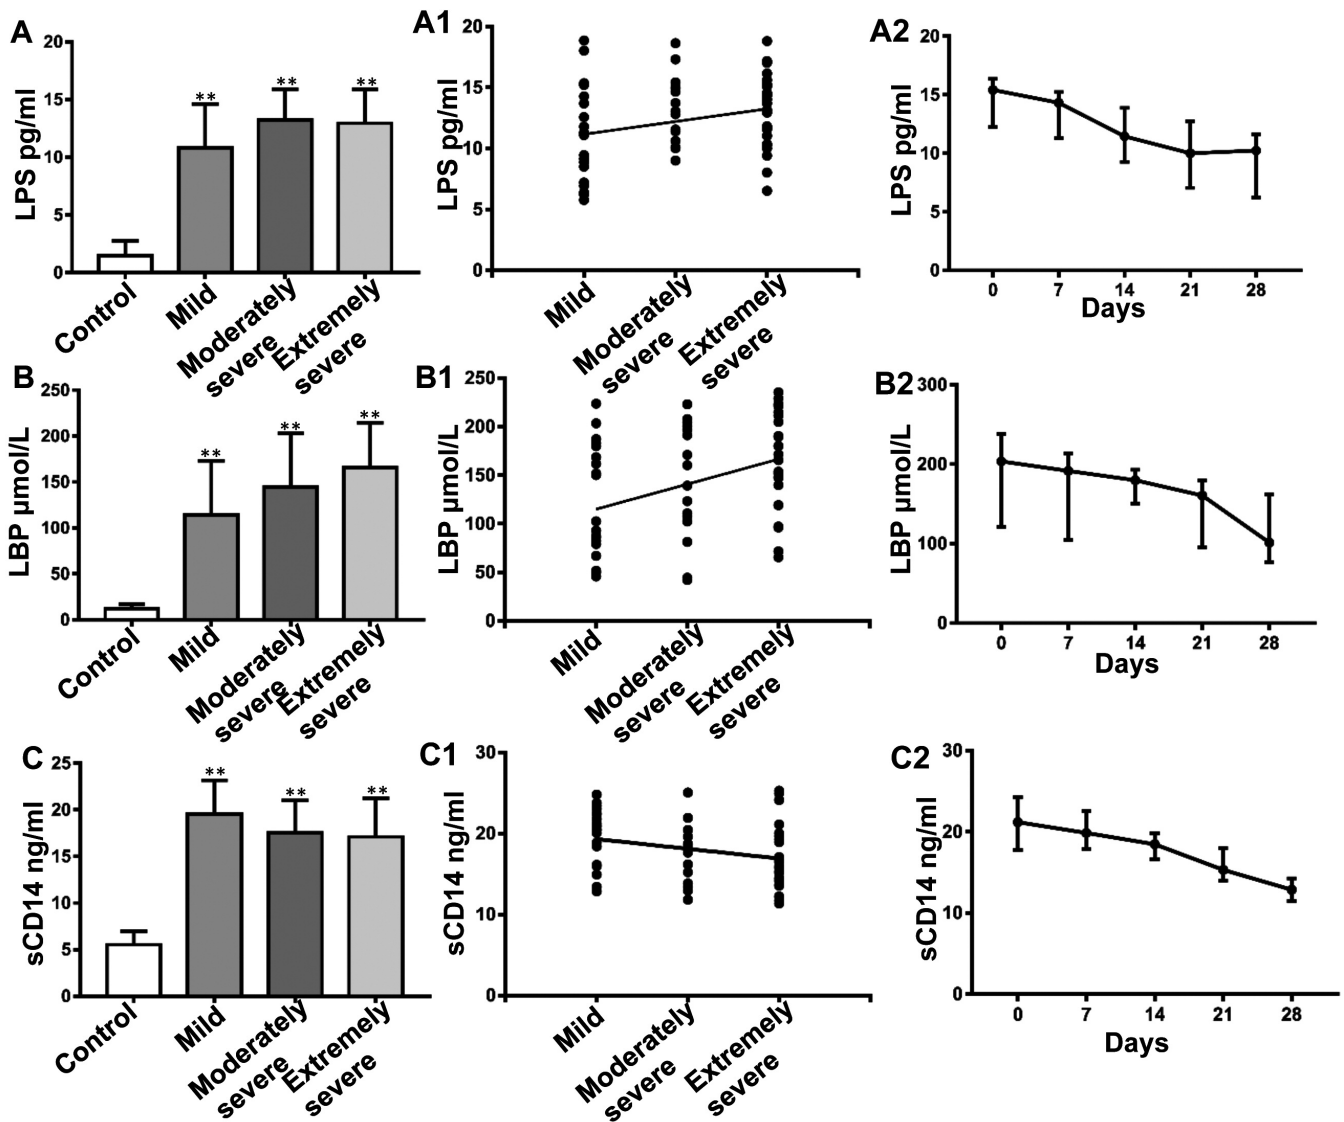 A
LPS pg/ml
20
15
10
5
0
**
**
**
Control
Mild
Moderately
severe
Extremely
severe
A1
LPS pg/ml
20
15
10
5
0
Mild
Moderately
severe
Extremely
severe
A2
LPS pg/ml
20
15
10
5
0
0 7 14 21 28
Days
B
LBP µmol/L
250
200
150
100
50
0
**
**
**
Control
Mild
Moderately
severe
Extremely
severe
B1
LBP µmol/L
250
200
150
100
50
0
Mild
Moderately
severe
Extremely
severe
B2
LBP µmol/L
300
200
100
0
0 7 14 21 28
Days
C
sCD14 ng/ml
25
20
15
10
5
0
**
**
**
Control
Mild
Moderately
severe
Extremely
severe
C1
sCD14 ng/ml
30
20
10
0
Mild
Moderately
severe
Extremely
severe
C2
sCD14 ng/ml
30
20
10
0
0 7 14 21 28
Days